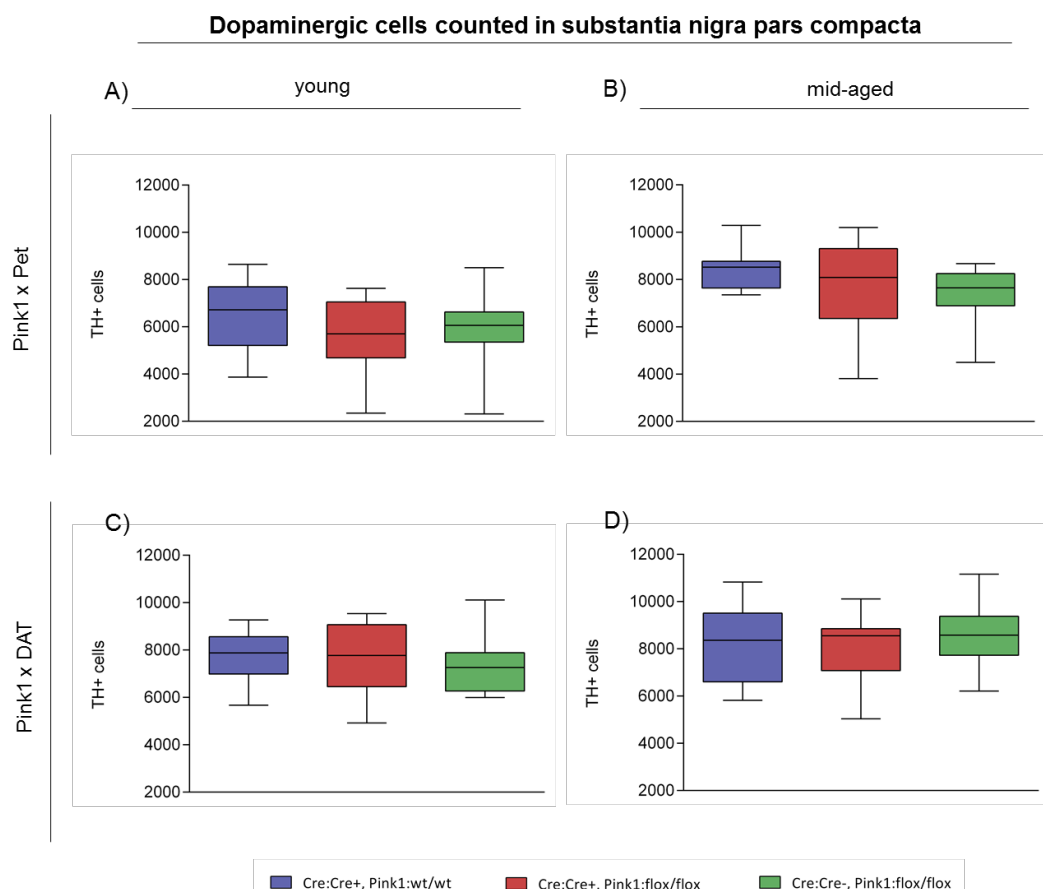 Dopaminergic cells counted in substantia nigra pars compacta
A)
young
B)
mid-aged
Pink1 x Pet
12000
10000
8000
6000
4000
2000
TH+ cells
12000
10000
8000
6000
4000
2000
TH+ cells
C)
D)
Pink1 x DAT
12000
10000
8000
6000
4000
2000
TH+ cells
12000
10000
8000
6000
4000
2000
TH+ cells
Cre:Cre+, Pink1:wt/wt
Cre:Cre+, Pink1:flox/flox
Cre:Cre-, Pink1:flox/flox